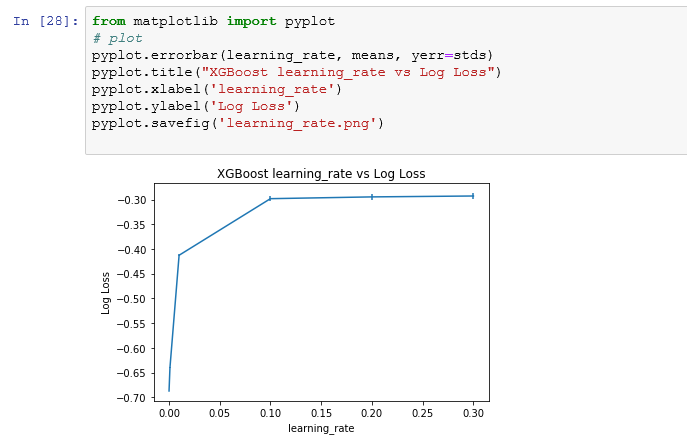 In [28]: from matplotlib import pyplot
# plot
pyplot.errorbar(learning_rate, means, yerr=stds)
pyplot.title("XGBoost learning_rate vs Log Loss")
pyplot.xlabel('learning_rate')
pyplot.ylabel('Log Loss')
pyplot.savefig('learning_rate.png')
XGBoost learning_rate vs Log Loss
−0.30
−0.35
−0.40
−0.45
−0.50
−0.55
−0.60
−0.65
−0.70
Log Loss
0.00 0.05 0.10 0.15 0.20 0.25 0.30
learning_rate